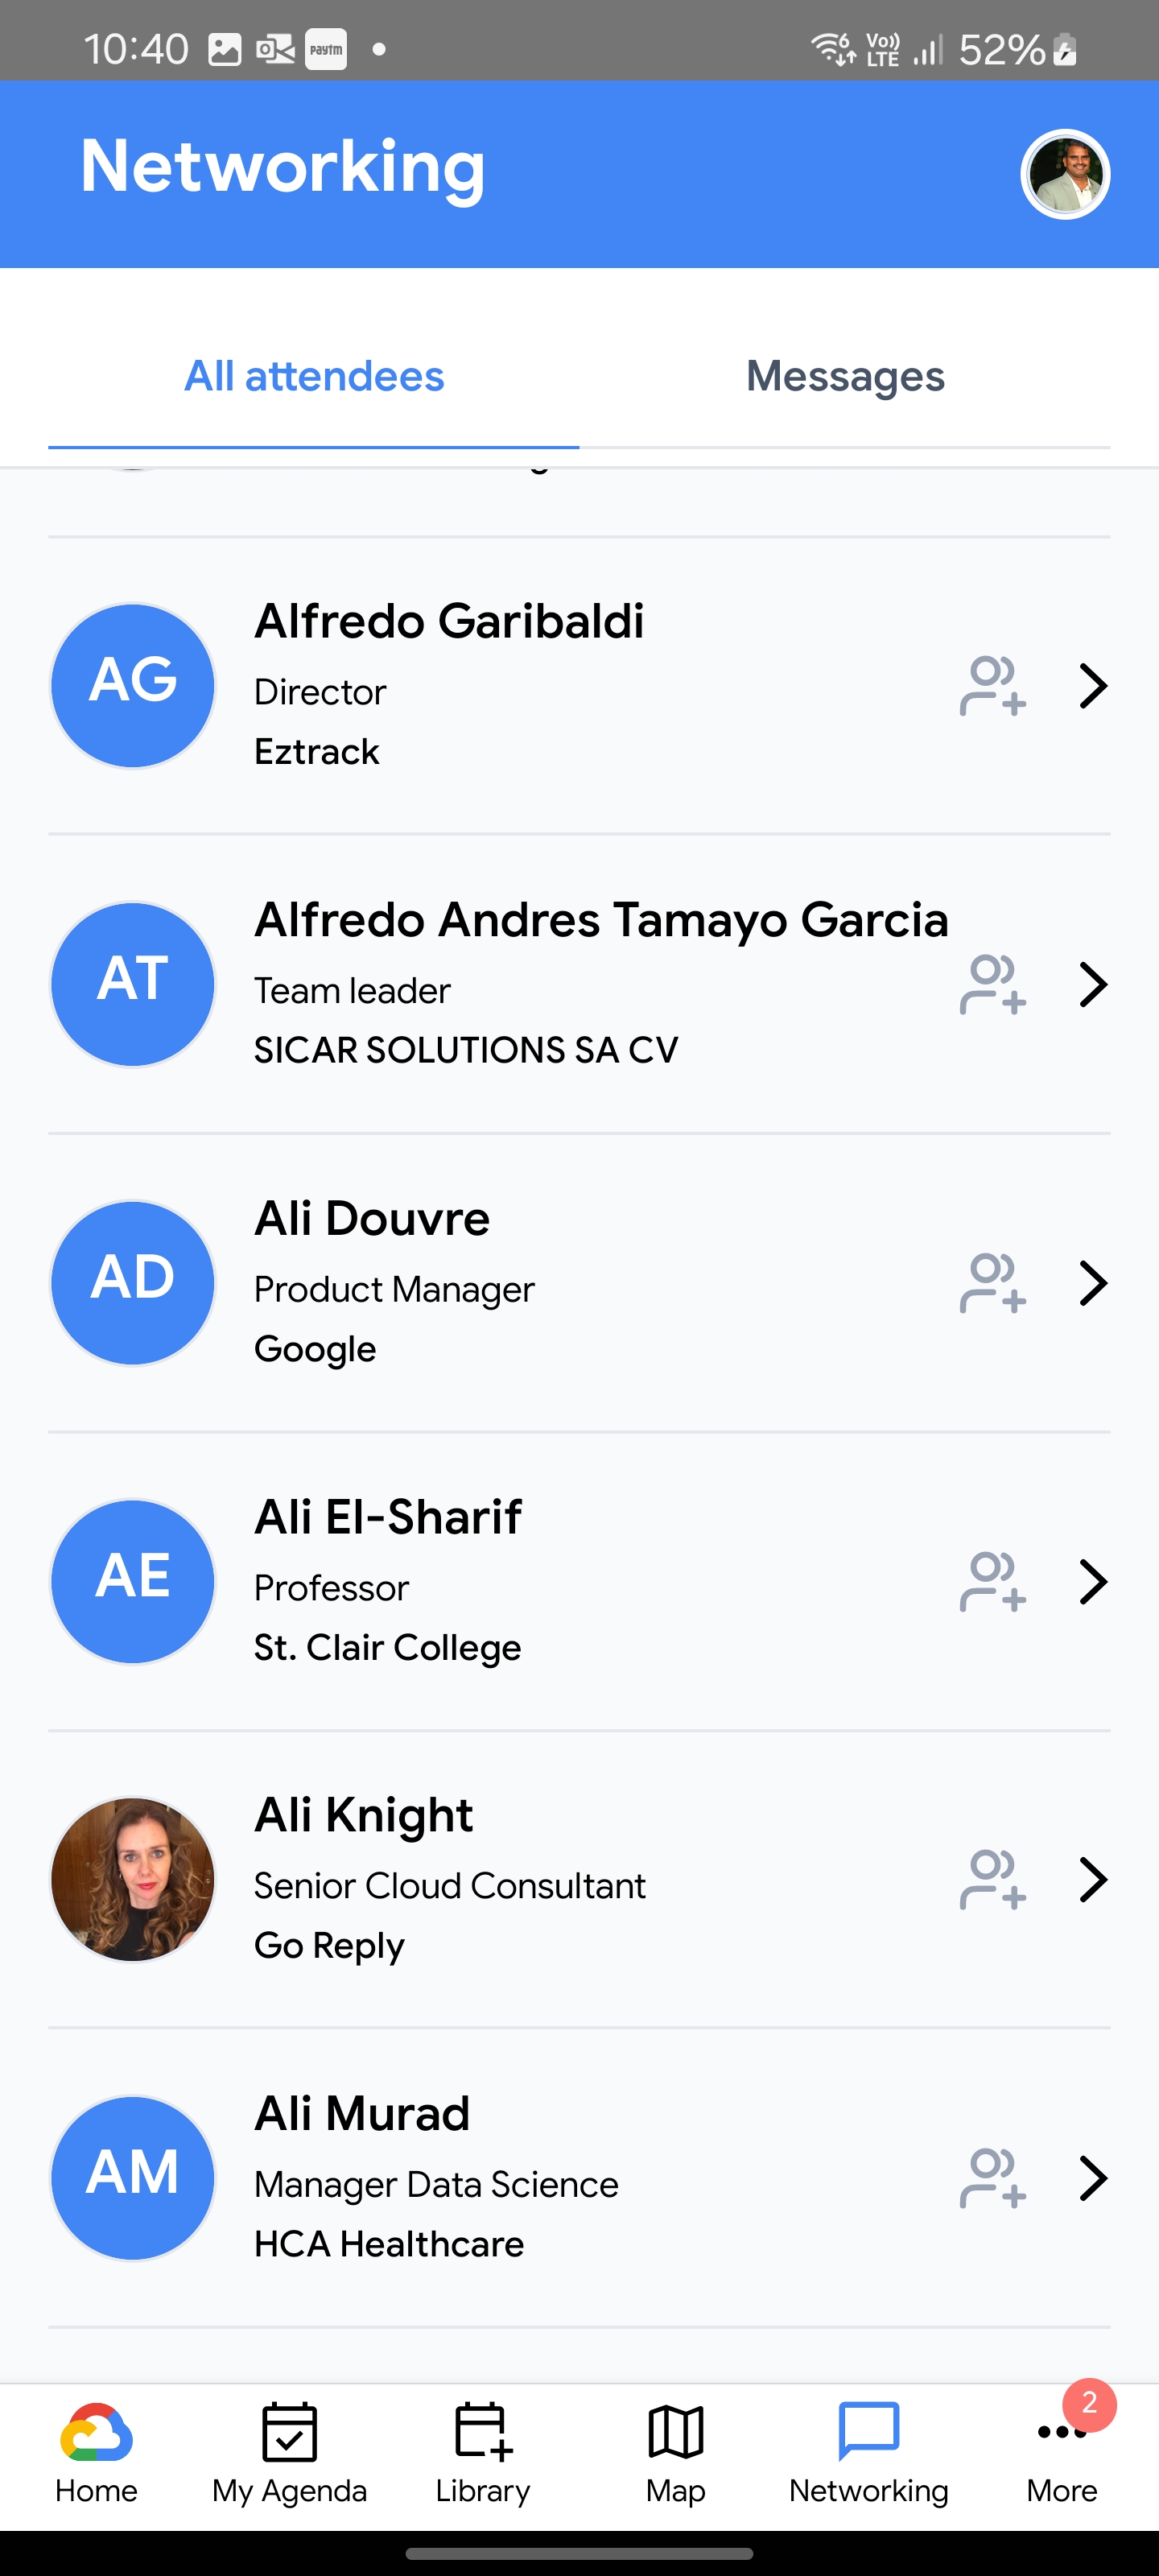 10:40
paytm
6
Vo))
LTE
52%
Networking
All attendees
Messages
AG
Alfredo Garibaldi
Director
Eztrack
AT
Alfredo Andres Tamayo Garcia
Team leader
SICAR SOLUTIONS SA CV
AD
Ali Douvre
Product Manager
Google
AE
Ali El-Sharif
Professor
St. Clair College
Ali Knight
Senior Cloud Consultant
Go Reply
AM
Ali Murad
Manager Data Science
HCA Healthcare
2
Home
My Agenda
Library
Map
Networking
More